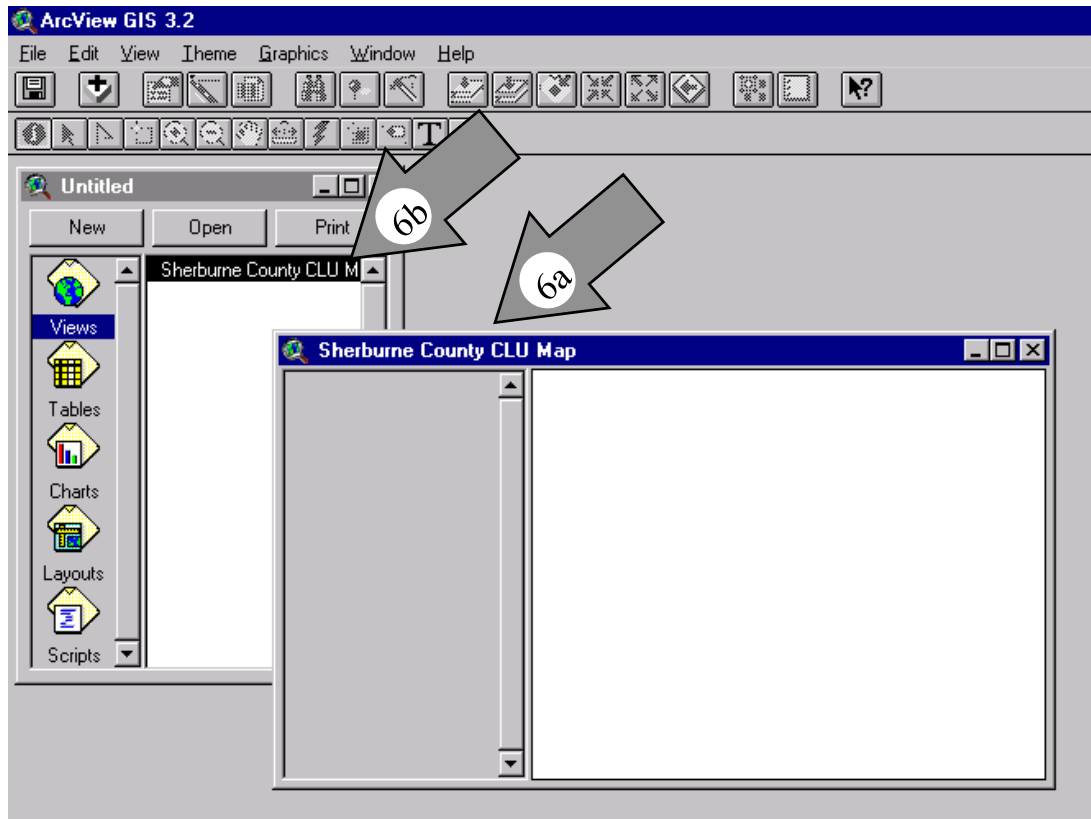 ArcView GIS 3.2
File Edit View Theme Graphics Window Help
T
Untitled
New Open Print
6b
Sherburne County CLU M
6a
Views
Sherburne County CLU Map
Tables
Charts
Layouts
Scripts